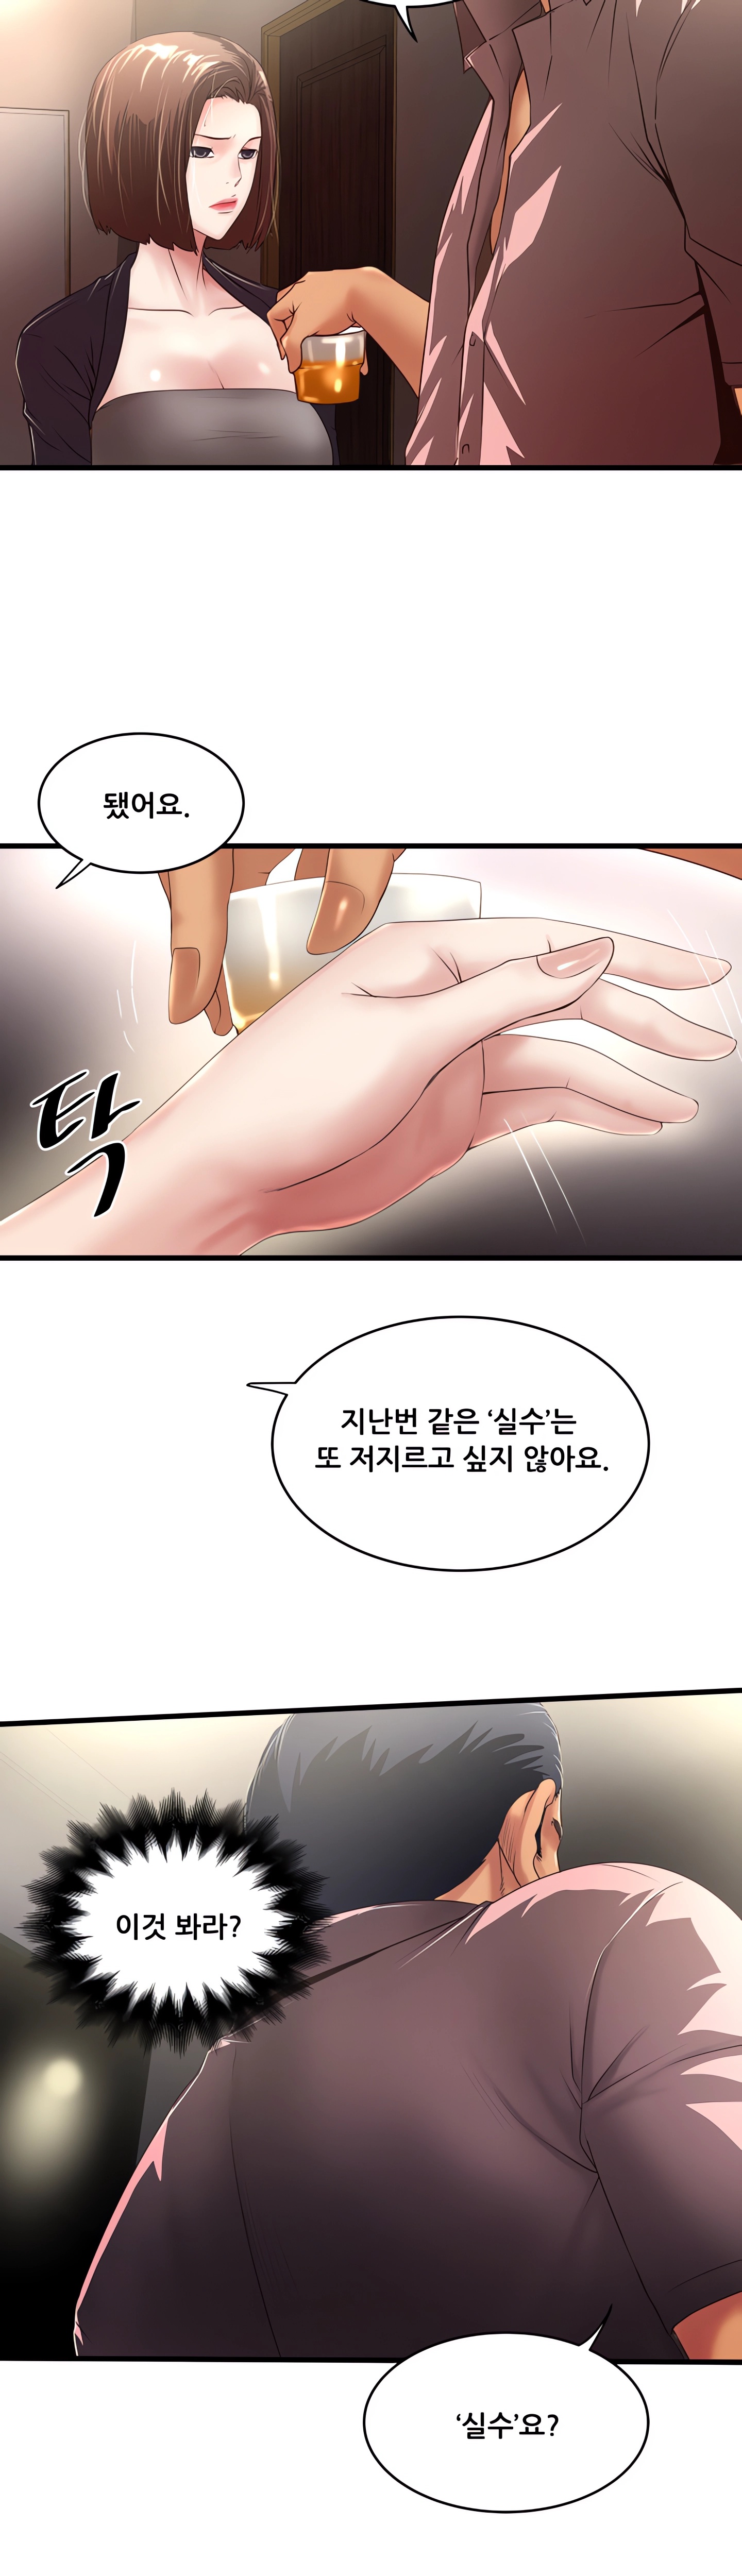 됐어요.
탁
지난번 같은 ‘실수’는
또 저지르고 싶지 않아요.
이것 봐라?
‘실수’요?